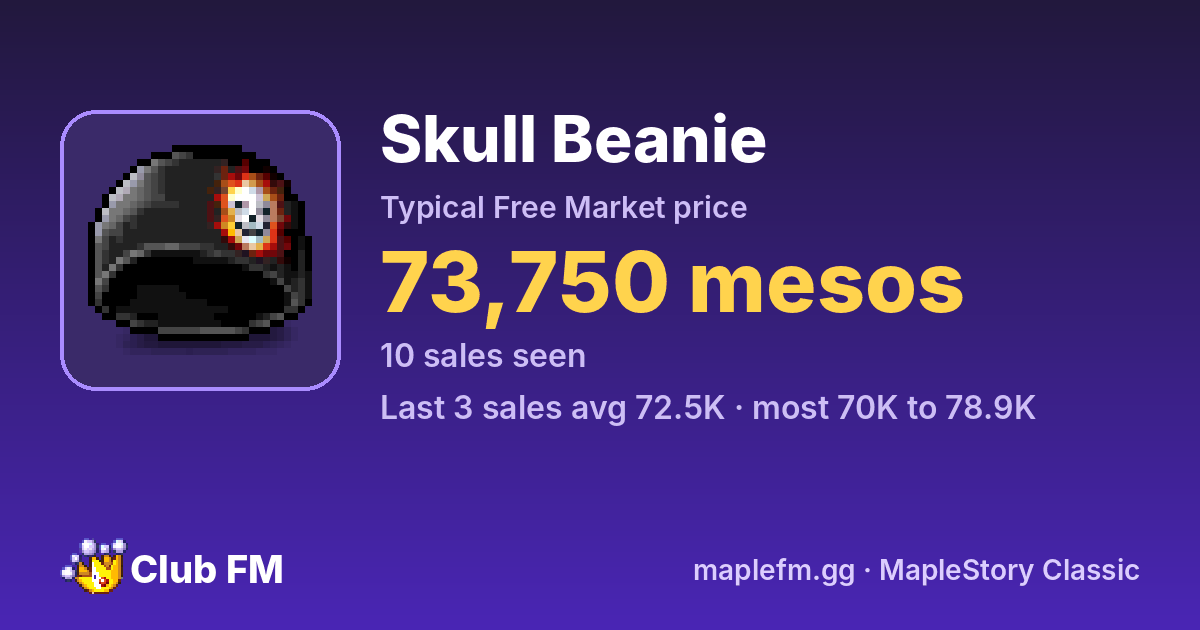 Skull Beanie
Typical Free Market price
73,750 mesos
10 sales seen
Last 3 sales avg 72.5K · most 70K to 78.9K
Club FM
maplefm.gg · MapleStory Classic